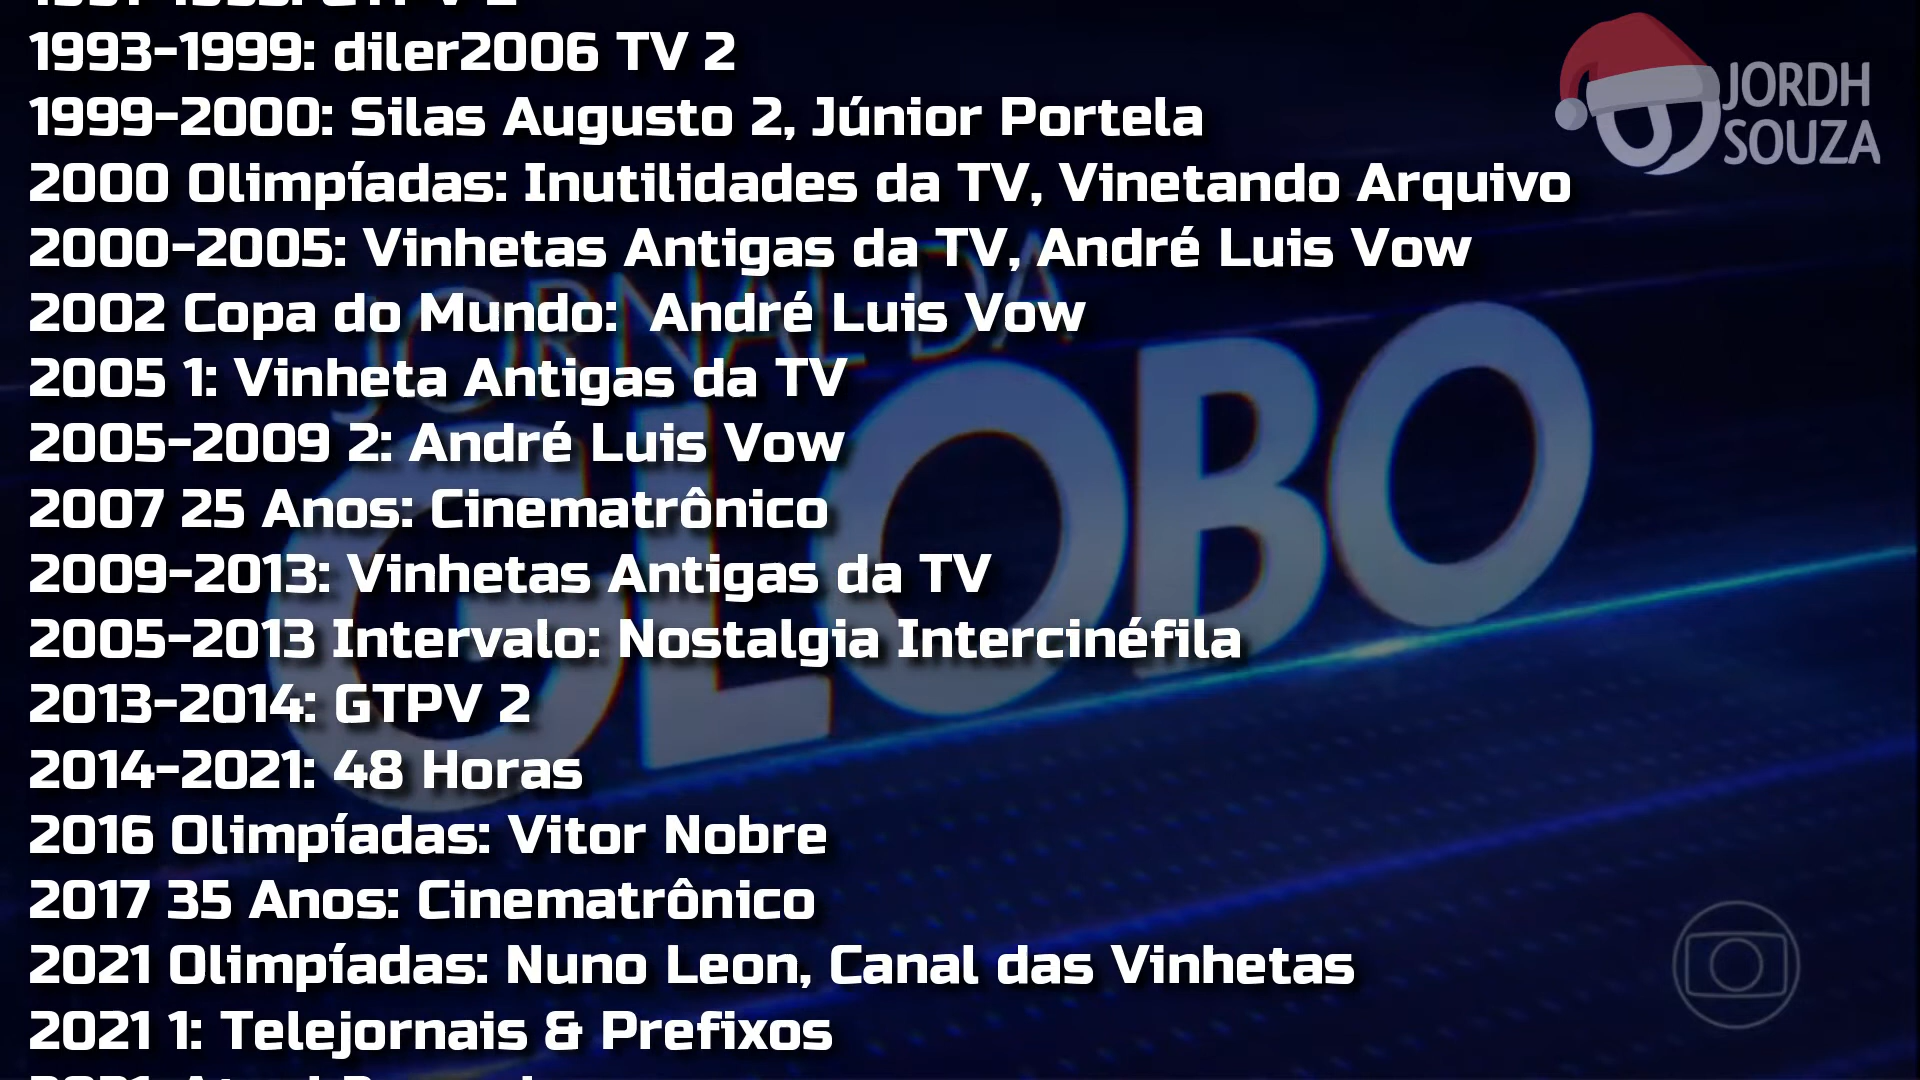 1993-1999: diler2006 TV 2
1999-2000: Silas Augusto 2, Júnior Portela
2000 Olimpíadas: Inutilidades da TV, Vinetando Arquivo
2000-2005: Vinhetas Antigas da TV, André Luis Vow
2002 Copa do Mundo:  André Luis Vow
2005 1: Vinheta Antigas da TV
2005-2009 2: André Luis Vow
2007 25 Anos: Cinematrônico
2009-2013: Vinhetas Antigas da TV
2005-2013 Intervalo: Nostalgia Intercinéfila
2013-2014: GTPV 2
2014-2021: 48 Horas
2016 Olimpíadas: Vitor Nobre
2017 35 Anos: Cinematrônico
2021 Olimpíadas: Nuno Leon, Canal das Vinhetas
2021 1: Telejornais & Prefixos
JORDH
SOUZA
JORNAL DA
GLOBO